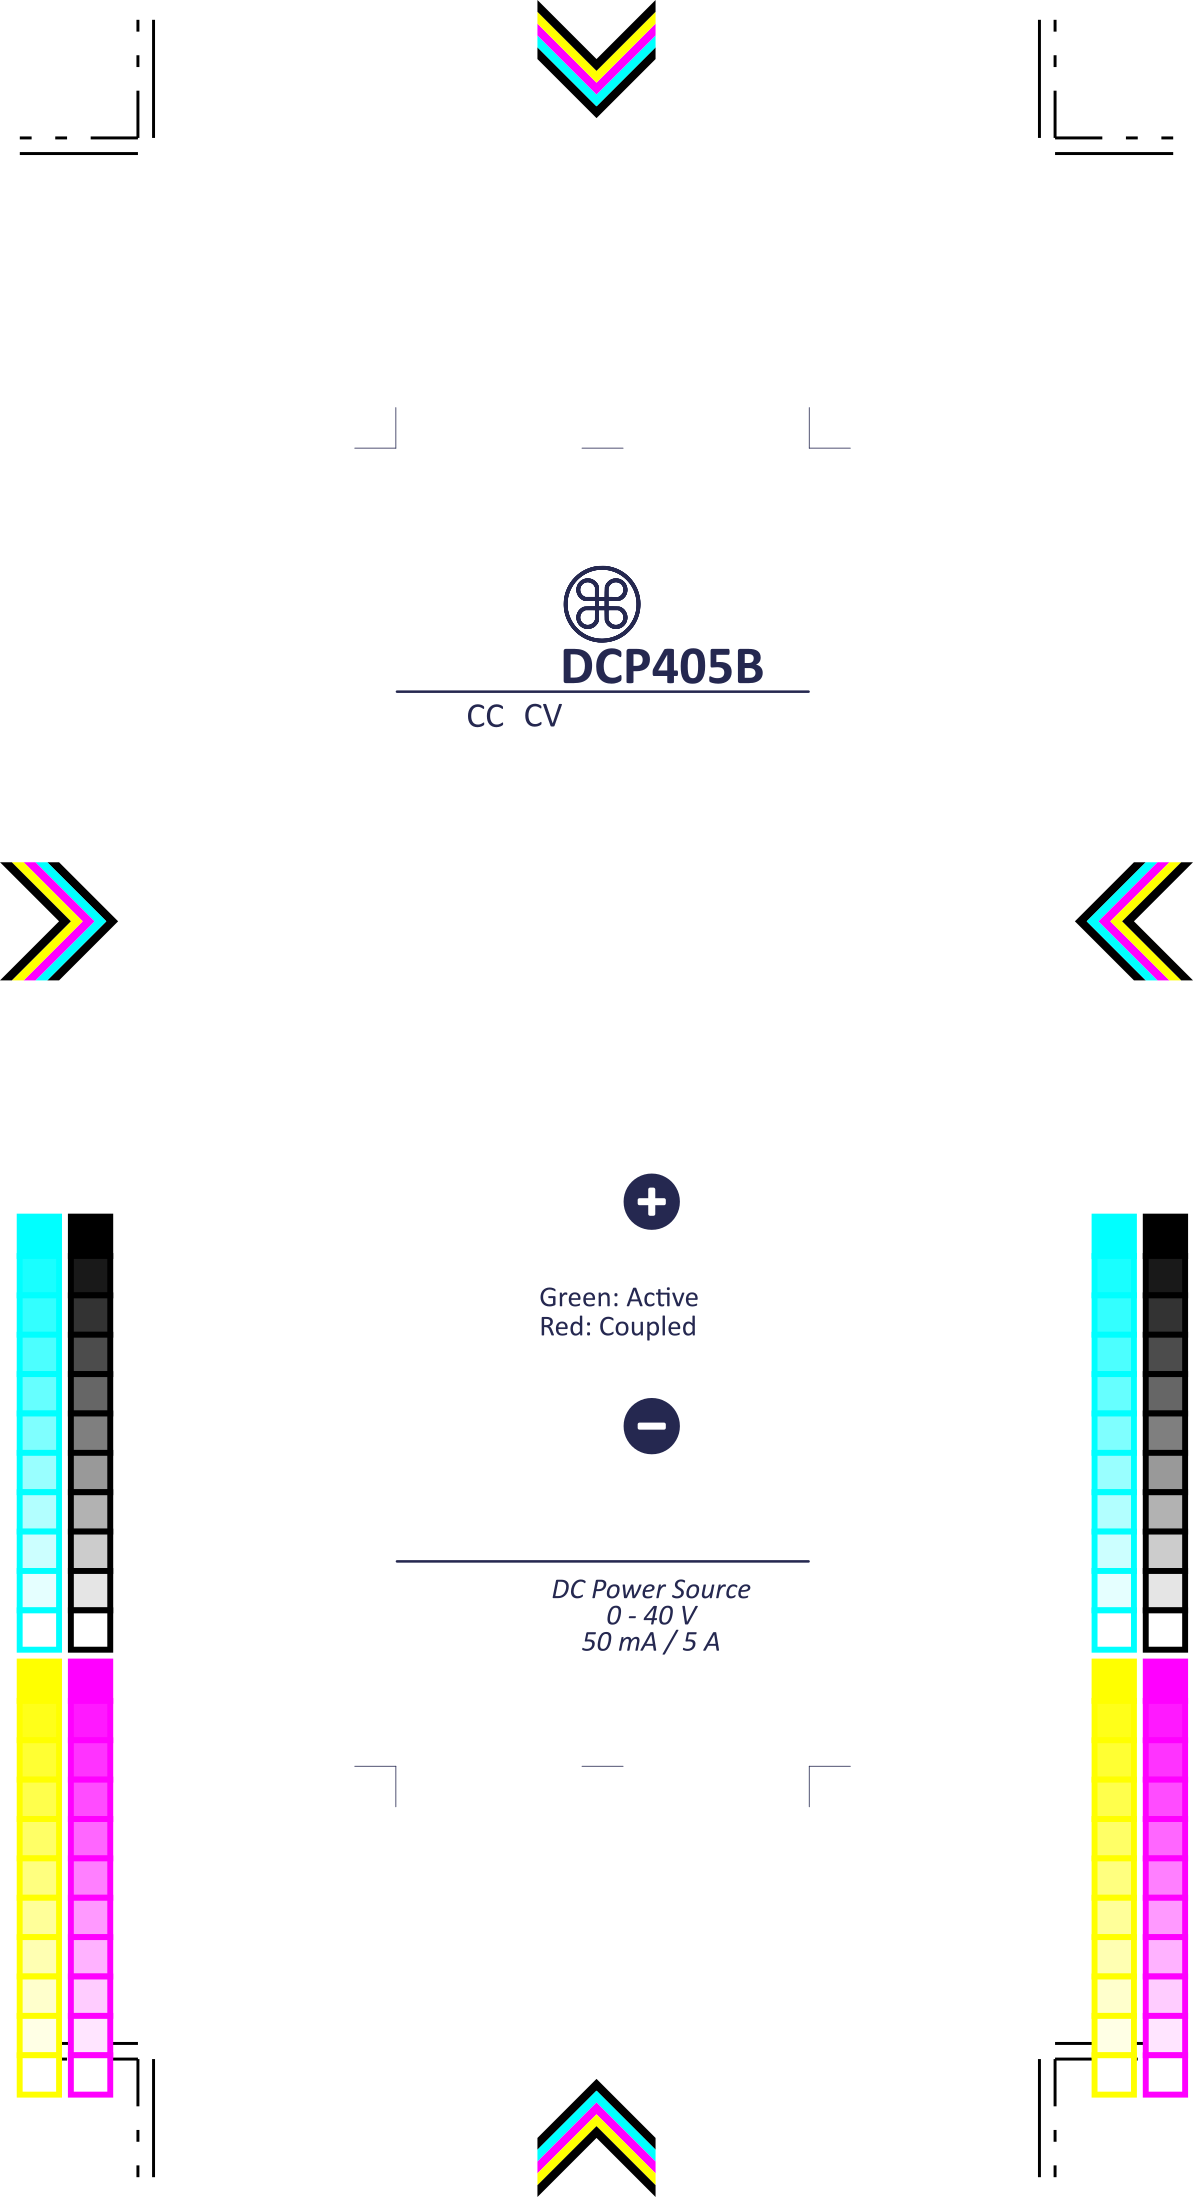 DCP405B
CC CV
Green: Active
Red: Coupled
DC Power Source
0 - 40 V
50 mA / 5 A